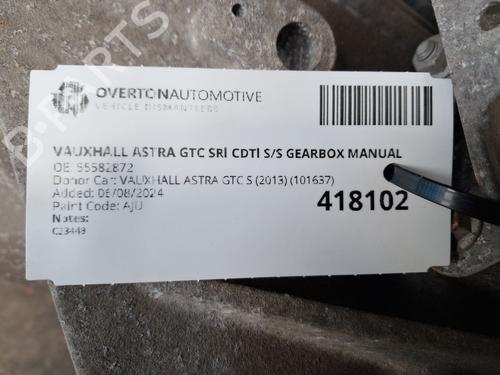 OVERTONAUTOMOTIVE
VEHICLE DISMANTLERS
VAUXHALL ASTRA GTC SRi CDTi S/S GEARBOX MANUAL
OE: 55582872
Donor Car: VAUXHALL ASTRA GTC S (2013) (101637)
Added: 06/08/2024
Paint Code: AJU
Notes:
C23448
418102